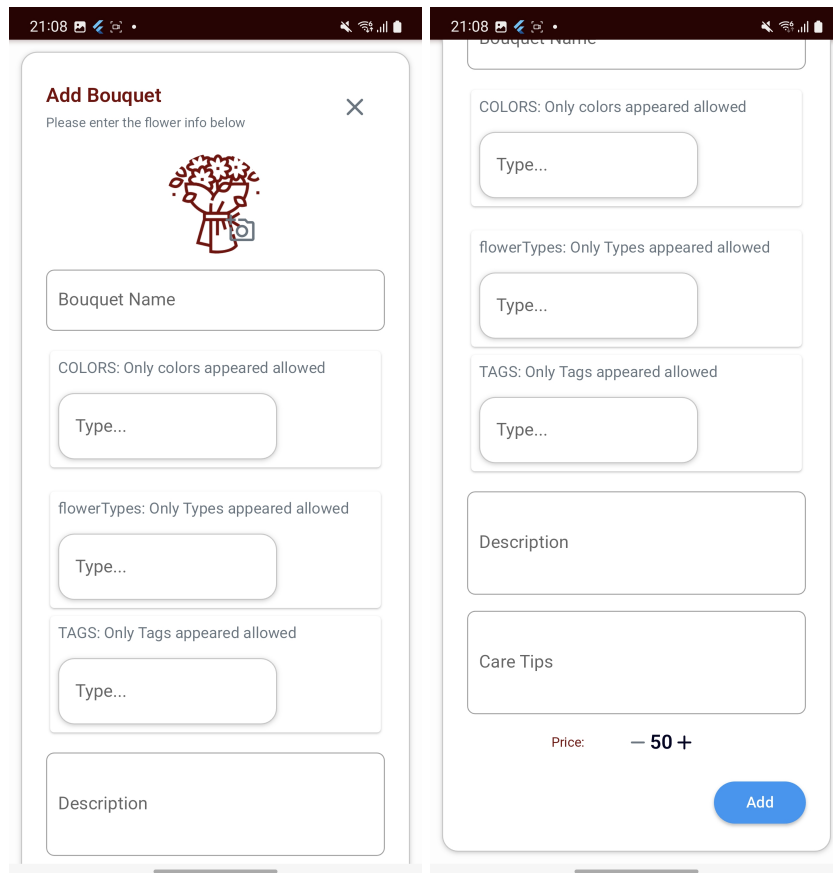 21:08
Add Bouquet
Please enter the flower info below
Bouquet Name
COLORS: Only colors appeared allowed
Type...
flowerTypes: Only Types appeared allowed
Type...
TAGS: Only Tags appeared allowed
Type...
Description
21:08
Bouquet Name
COLORS: Only colors appeared allowed
Type...
flowerTypes: Only Types appeared allowed
Type...
TAGS: Only Tags appeared allowed
Type...
Description
Care Tips
Price: − 50 +
Add